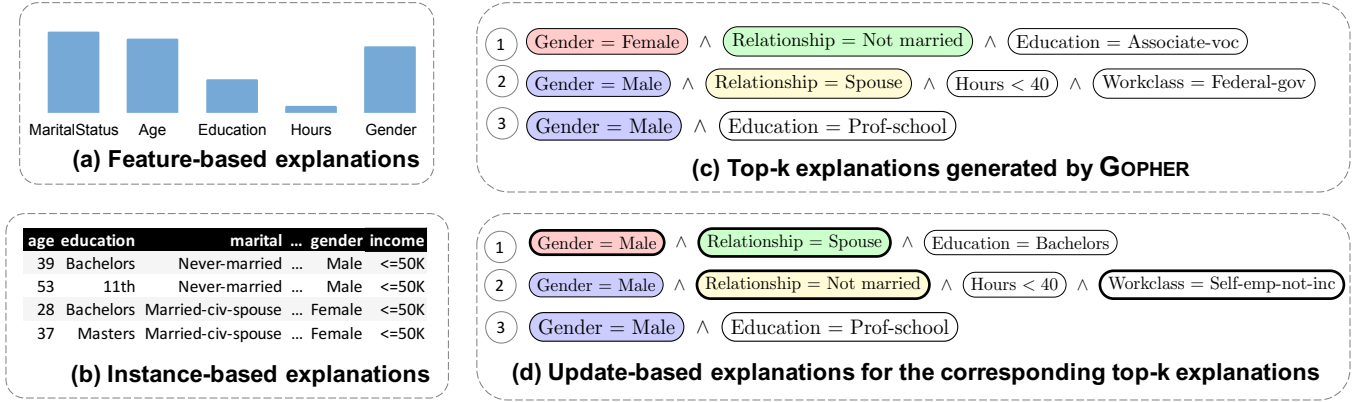 MaritalStatus Age Education Hours Gender
(a) Feature-based explanations
age education marital ... gender income
39 Bachelors Never-married ... Male <=50K
53 11th Never-married ... Male <=50K
28 Bachelors Married-civ-spouse ... Female <=50K
37 Masters Married-civ-spouse ... Female <=50K
(b) Instance-based explanations
1 Gender = Female ∧ Relationship = Not married ∧ Education = Associate-voc
2 Gender = Male ∧ Relationship = Spouse ∧ Hours < 40 ∧ Workclass = Federal-gov
3 Gender = Male ∧ Education = Prof-school
(c) Top-k explanations generated by GOPHER
1 Gender = Male ∧ Relationship = Spouse ∧ Education = Bachelors
2 Gender = Male ∧ Relationship = Not married ∧ Hours < 40 ∧ Workclass = Self-emp-not-inc
3 Gender = Male ∧ Education = Prof-school
(d) Update-based explanations for the corresponding top-k explanations